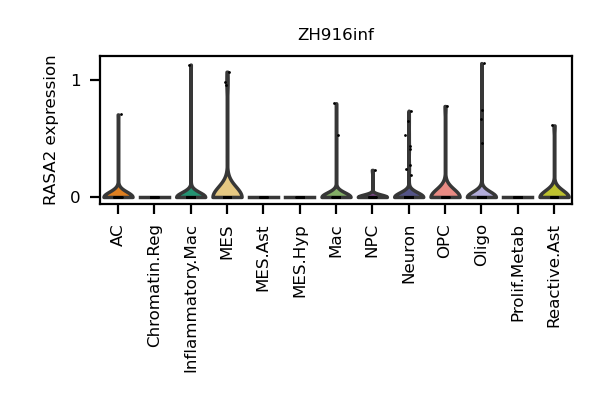 ZH916inf
RASA2 expression
1
0
AC
Chromatin.Reg
Inflammatory.Mac
MES
MES.Ast
MES.Hyp
Mac
NPC
Neuron
OPC
Oligo
Prolif.Metab
Reactive.Ast